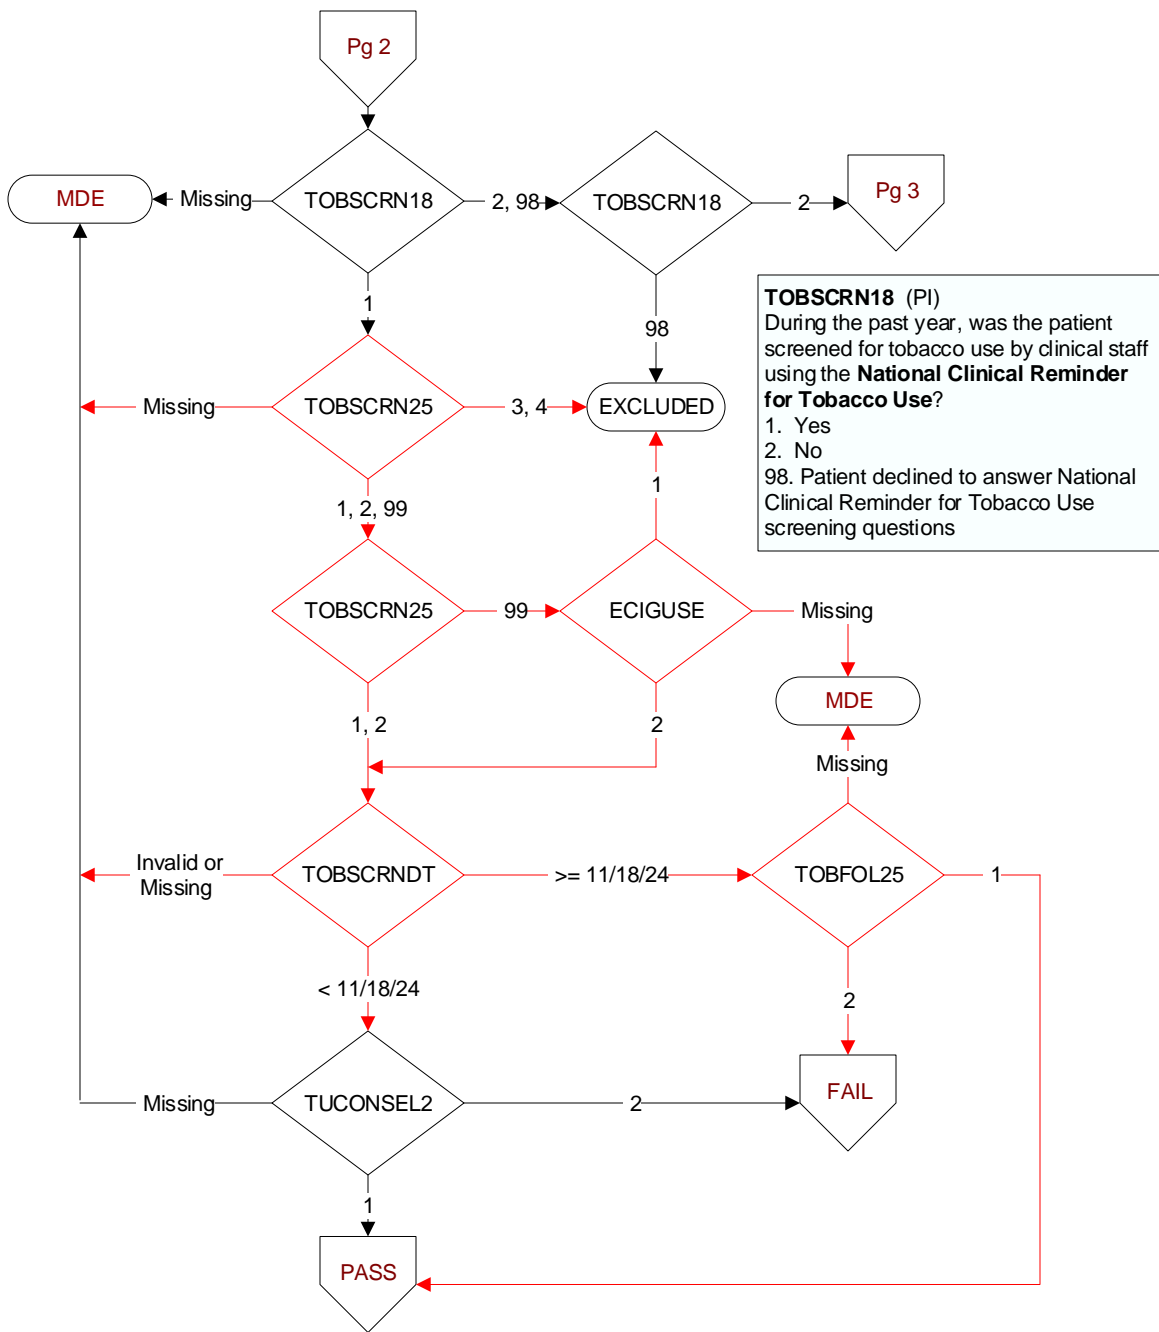 Pg 2
MDE
Missing
TOBSCRN18
2, 98
TOBSCRN18
2
Pg 3
1
98
TOBSCRN18 (PI)
During the past year, was the patient
screened for tobacco use by clinical staff
using the National Clinical Reminder
for Tobacco Use?
1. Yes
2. No
98. Patient declined to answer National
Clinical Reminder for Tobacco Use
screening questions
Missing
TOBSCRN25
3, 4
EXCLUDED
1, 2, 99
1
TOBSCRN25
99
ECIGUSE
Missing
MDE
1, 2
2
Missing
Invalid or
Missing
TOBSCRNDT
>= 11/18/24
TOBFOL25
1
< 11/18/24
2
Missing
TUCONSEL2
2
FAIL
1
PASS